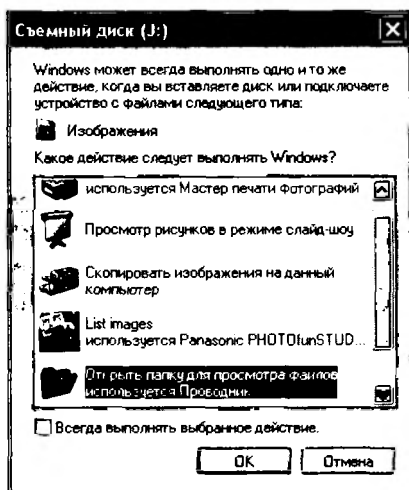 Съемный диск (J:)
Windows может всегда выполнять одно и то же
действие, когда вы вставляете диск или подключаете
устройство с файлами следующего типа:
Изображения
Какое действие следует выполнять Windows?
используется Мастер печати фотографий
Просмотр рисунков в режиме слайд-шоу
Скопировать изображения на данный
компьютер
List images
используется Panasonic PHOTOfunSTUD...
Открыть папку для просмотра файлов
используется Проводник
Всегда выполнять выбранное действие.
OK
Отмена